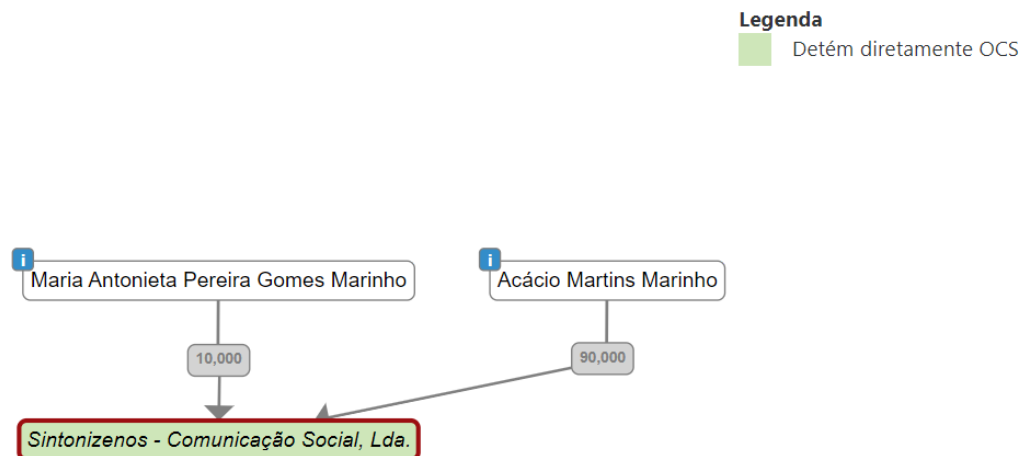 Legenda
Detém diretamente OCS
i
Maria Antonieta Pereira Gomes Marinho
i
Acácio Martins Marinho
10,000
90,000
Sintonizenos - Comunicação Social, Lda.